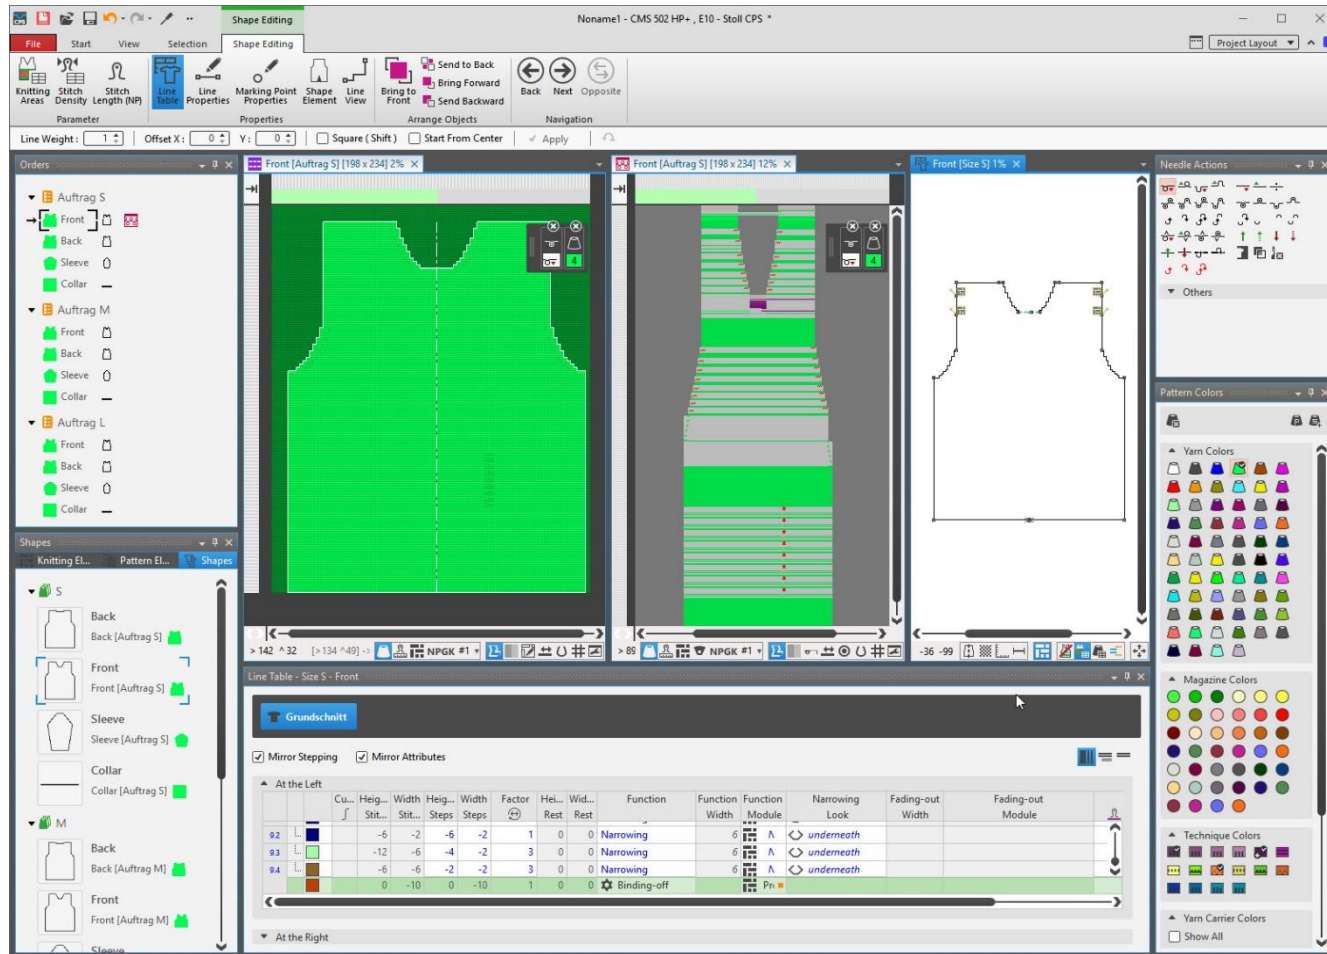 Shape Editing
Noname1 - CMS 502 HP+ , E10 - Stoll CPS *
File Start View Selection Shape Editing
Project Layout
Knitting Areas
Stitch Density
Stitch Length (NP)
Line Table
Line Properties
Marking Point Properties
Shape Element
Line View
Bring to Front
Send to Back
Bring Forward
Send Backward
Back Next Opposite
Parameter Properties Arrange Objects Navigation
Line Weight : 1 Offset X : 0 Y : 0 Square ( Shift ) Start From Center Apply
Orders
Auftrag S
Front
Back
Sleeve
Collar
Auftrag M
Front
Back
Sleeve
Collar
Auftrag L
Front
Back
Sleeve
Collar
Shapes
Knitting El... Pattern El... Shapes
S
Back
Back [Auftrag S]
Front
Front [Auftrag S]
Sleeve
Sleeve [Auftrag S]
Collar
Collar [Auftrag S]
M
Back
Back [Auftrag M]
Front
Front [Auftrag M]
Sleeve
Front [Auftrag S] [198 x 234] 2%
4
> 142 ^ 32 [>134 ^49] -> NPGK #1
Front [Auftrag S] [198 x 234] 12%
4
> 89 NPGK #1
Front [Size S] 1%
-36 -99
Line Table - Size S - Front
Grundschnitt
Mirror Stepping Mirror Attributes
At the Left
Cu... Heig... Stit... Width Stit... Heig... Steps Width Steps Factor Hei... Rest Wid... Rest Function Function Width Function Module Narrowing Look Fading-out Width Fading-out Module
9.2 -6 -2 -6 -2 1 0 0 Narrowing 6 underneath
9.3 -12 -6 -4 -2 3 0 0 Narrowing 6 underneath
9.4 -6 -6 -2 -2 3 0 0 Narrowing 6 underneath
0 -10 0 -10 1 0 0 Binding-off
At the Right
Needle Actions
Others
Pattern Colors
Yarn Colors
Magazine Colors
Technique Colors
Yarn Carrier Colors
Show All